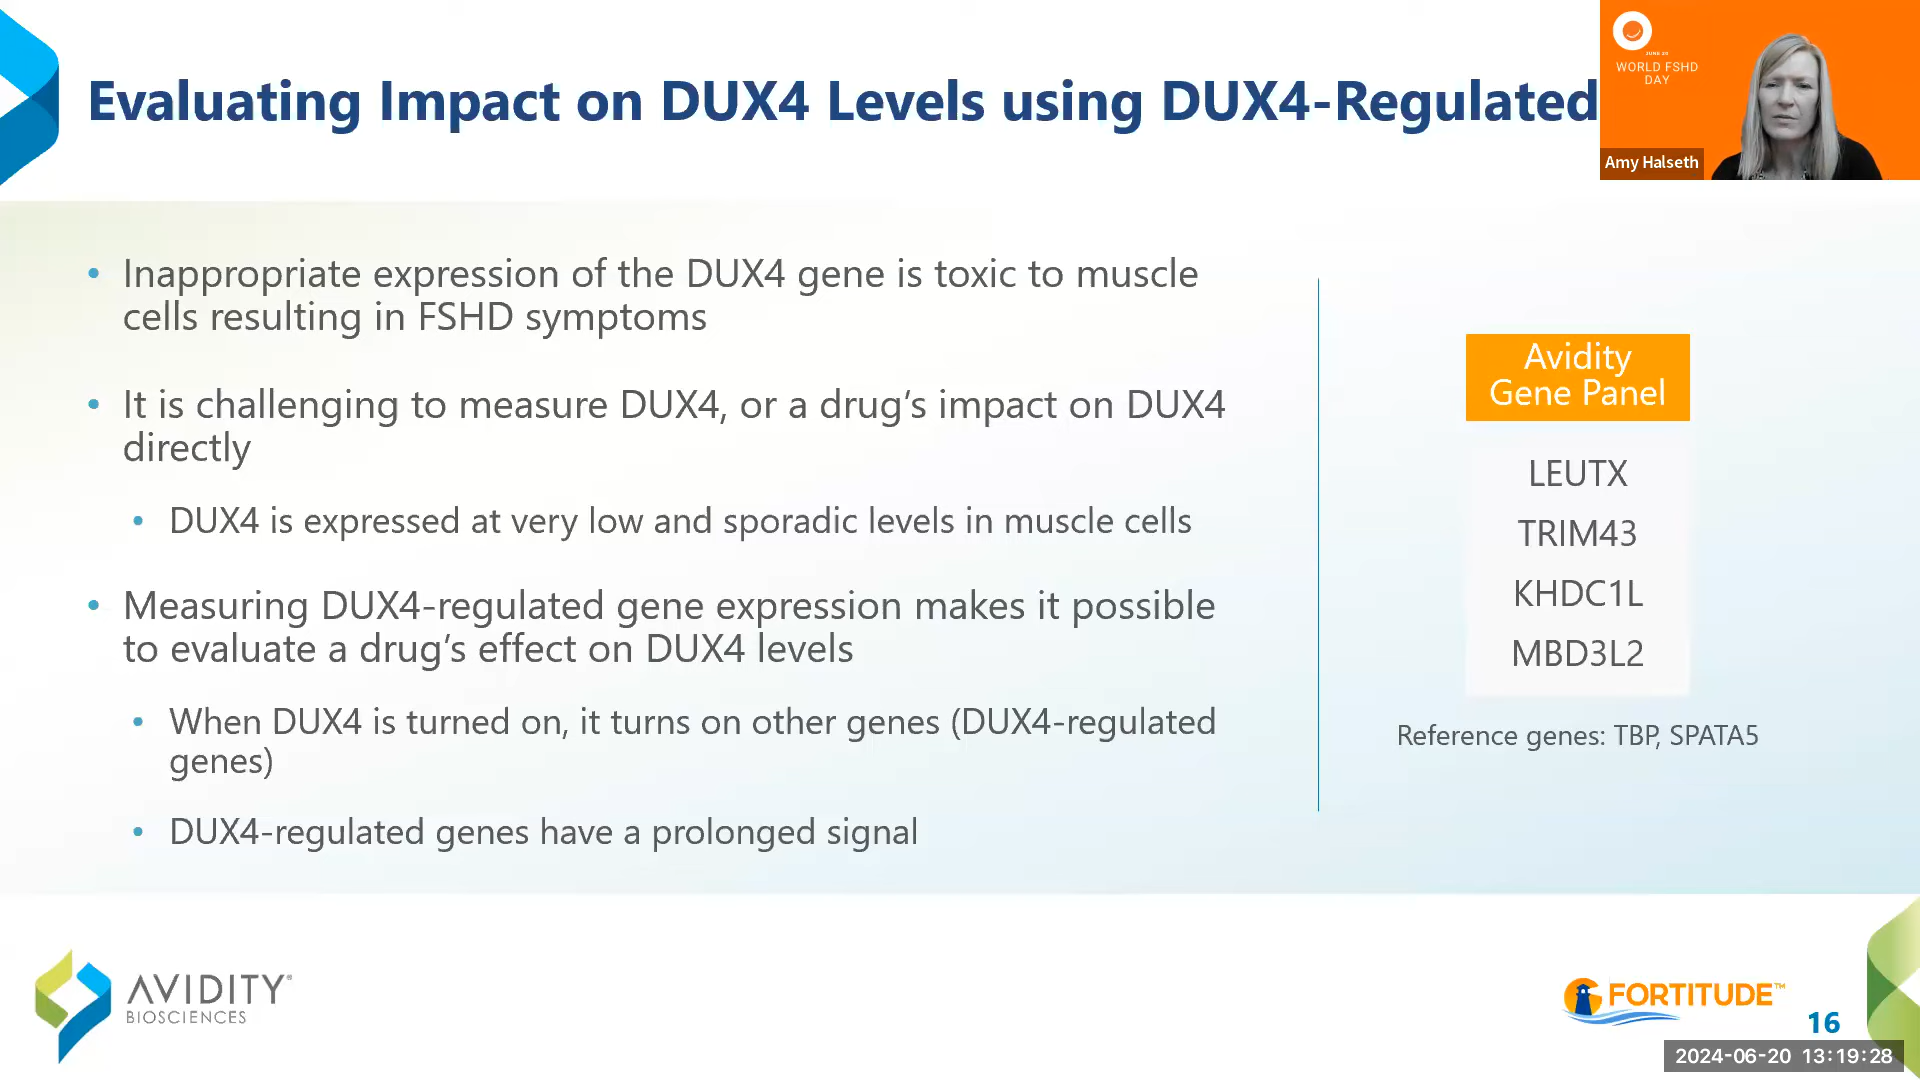 Evaluating Impact on DUX4 Levels using DUX4-Regulated
JUNE 20
WORLD FSHD
DAY
Amy Halseth
• Inappropriate expression of the DUX4 gene is toxic to muscle
cells resulting in FSHD symptoms
• It is challenging to measure DUX4, or a drug’s impact on DUX4
directly
• DUX4 is expressed at very low and sporadic levels in muscle cells
• Measuring DUX4-regulated gene expression makes it possible
to evaluate a drug’s effect on DUX4 levels
• When DUX4 is turned on, it turns on other genes (DUX4-regulated
genes)
• DUX4-regulated genes have a prolonged signal
Avidity
Gene Panel
LEUTX
TRIM43
KHDC1L
MBD3L2
Reference genes: TBP, SPATA5
AVIDITY®
BIOSCIENCES
FORTITUDE™
16
2024-06-20 13:19:28